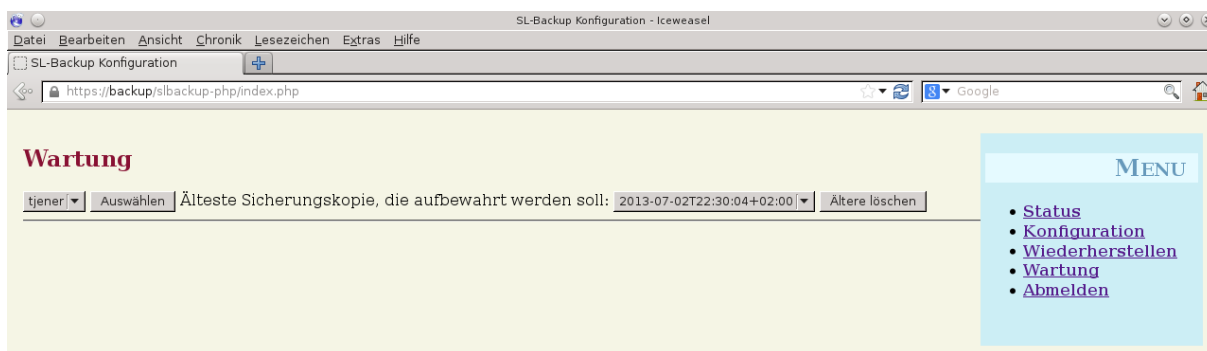 SL-Backup Konfiguration - Iceweasel
Datei Bearbeiten Ansicht Chronik Lesezeichen Extras Hilfe
SL-Backup Konfiguration
https://backup/slbackup-php/index.php
Google
Wartung
tjener Auswählen Älteste Sicherungskopie, die aufbewahrt werden soll: 2013-07-02T22:30:04+02:00 Ältere löschen
MENU
Status
Konfiguration
Wiederherstellen
Wartung
Abmelden